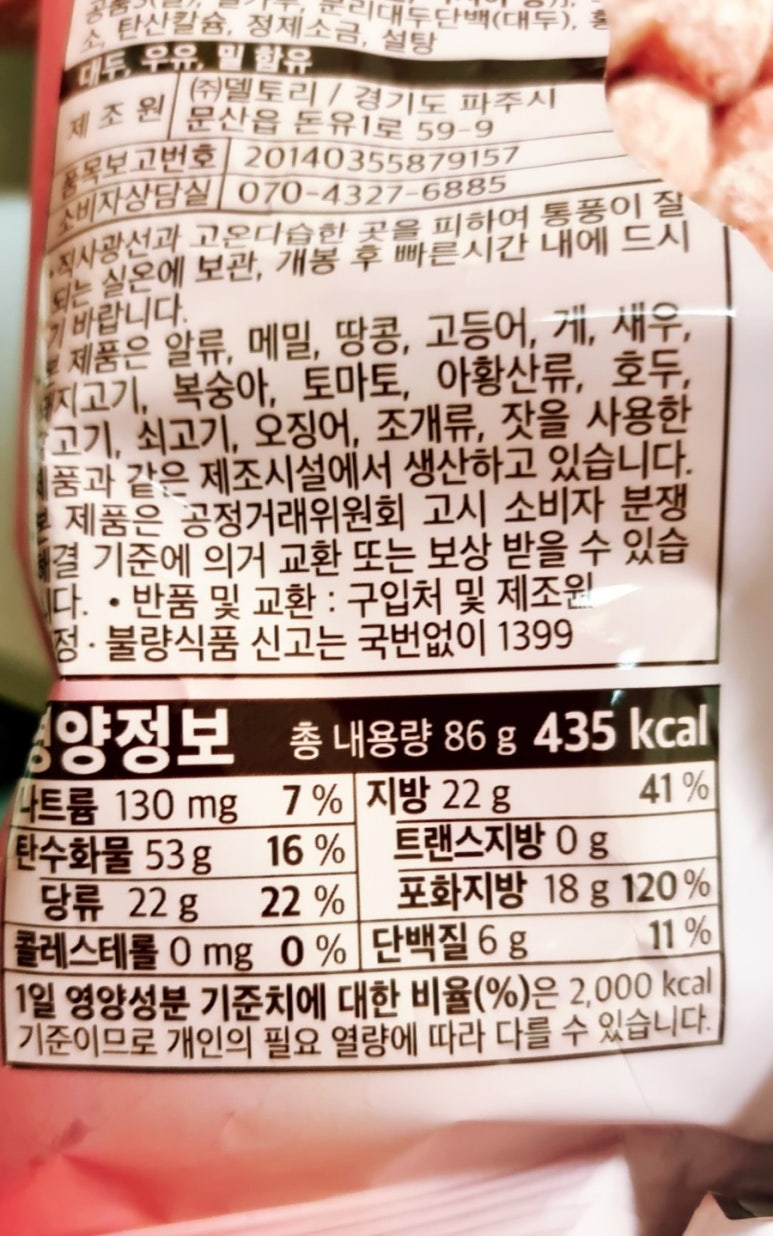 분리대두단백(대두),
소, 탄산칼슘, 정제소금, 설탕
대두, 우유, 밀 함유
제조원 (주)델토리 / 경기도 파주시
문산읍 돈유1로 59-9
품목보고번호 20140355879157
소비자상담실 070-4327-6885
직사광선과 고온다습한 곳을 피하여 통풍이 잘
되는 실온에 보관, 개봉 후 빠른시간 내에 드시
기 바랍니다.
제품은 알류, 메밀, 땅콩, 고등어, 게, 새우,
돼지고기, 복숭아, 토마토, 아황산류, 호두,
고기, 쇠고기, 오징어, 조개류, 잣을 사용한
제품과 같은 제조시설에서 생산하고 있습니다.
본 제품은 공정거래위원회 고시 소비자 분쟁
해결 기준에 의거 교환 또는 보상 받을 수 있습
니다. • 반품 및 교환 : 구입처 및 제조원
정 · 불량식품 신고는 국번없이 1399
영양정보 총 내용량 86 g 435 kcal
나트륨 130 mg 7 % 지방 22 g 41 %
탄수화물 53 g 16 % 트랜스지방 0 g
당류 22 g 22 % 포화지방 18 g 120 %
콜레스테롤 0 mg 0 % 단백질 6 g 11 %
1일 영양성분 기준치에 대한 비율(%)은 2,000 kcal
기준이므로 개인의 필요 열량에 따라 다를 수 있습니다.